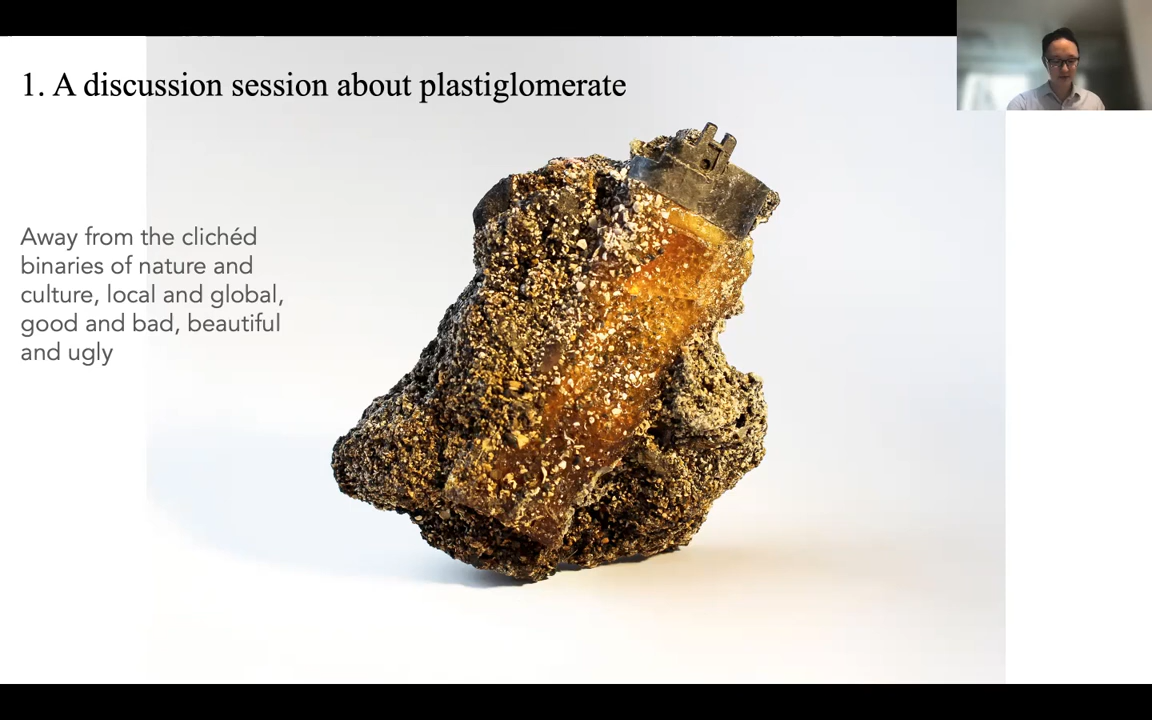 1. A discussion session about plastiglomerate
Away from the clichéd
binaries of nature and
culture, local and global,
good and bad, beautiful
and ugly